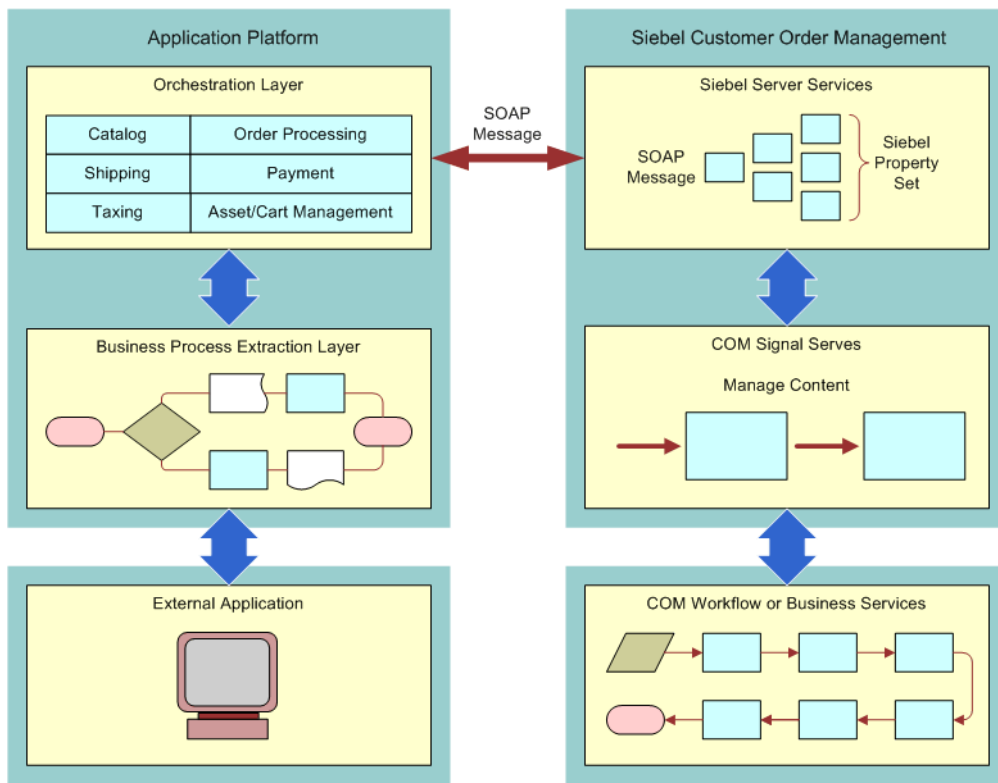 Application Platform
Orchestration Layer
Catalog
Order Processing
Shipping
Payment
Taxing
Asset/Cart Management
Business Process Extraction Layer
External Application
SOAP
Message
Siebel Customer Order Management
Siebel Server Services
SOAP
Message
Siebel
Property
Set
COM Signal Serves
Manage Content
COM Workflow or Business Services